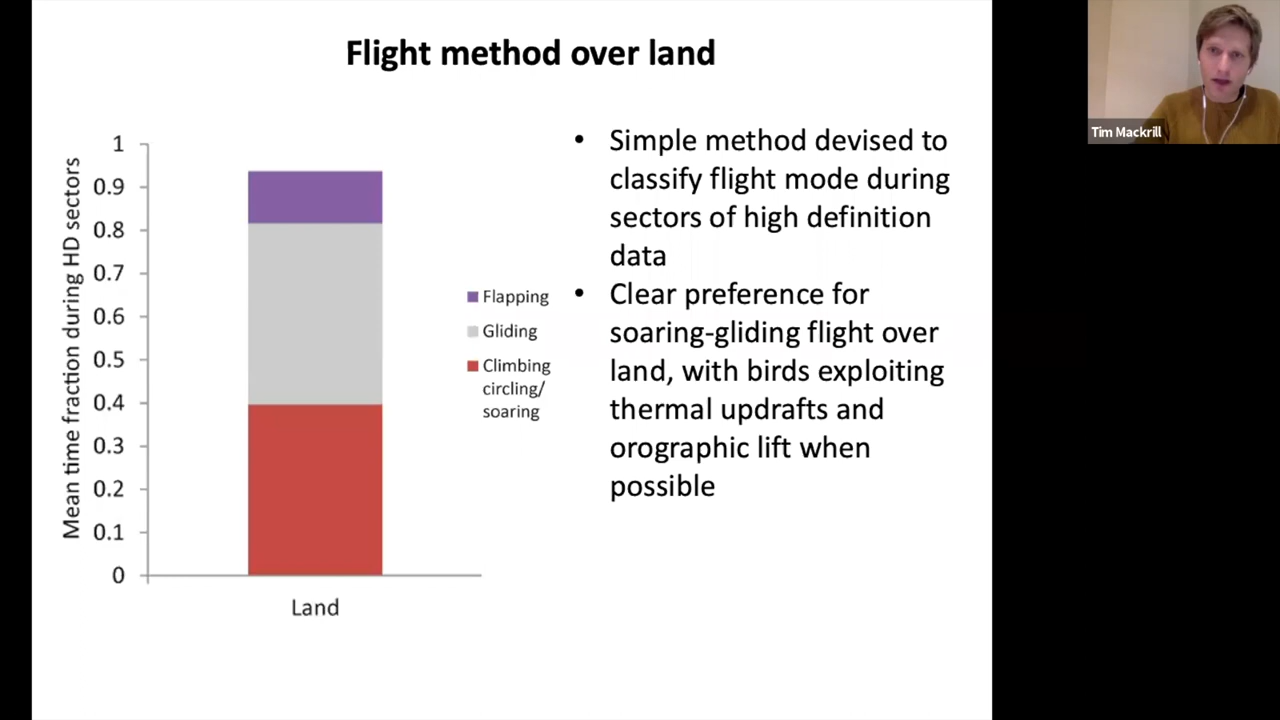 Flight method over land
Tim Mackrill
Mean time fraction during HD sectors
1
0.9
0.8
0.7
0.6
0.5
0.4
0.3
0.2
0.1
0
Land
Flapping
Gliding
Climbing
circling/
soaring
• Simple method devised to
classify flight mode during
sectors of high definition
data
• Clear preference for
soaring-gliding flight over
land, with birds exploiting
thermal updrafts and
orographic lift when
possible